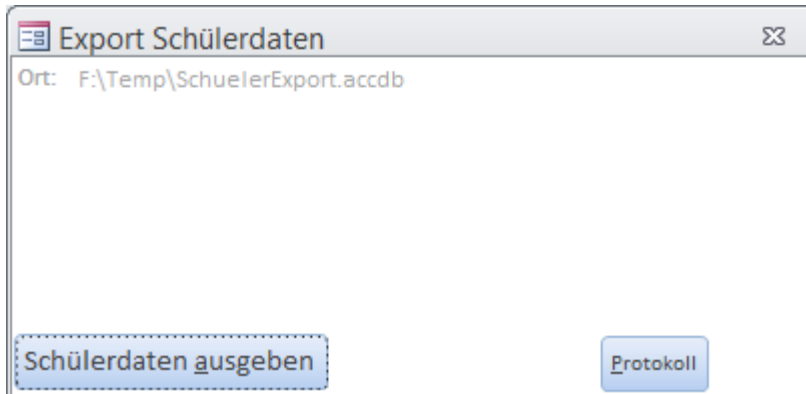 Export Schülerdaten
Ort: F:\Temp\SchuelerExport.accdb
Schülerdaten ausgeben
Protokoll